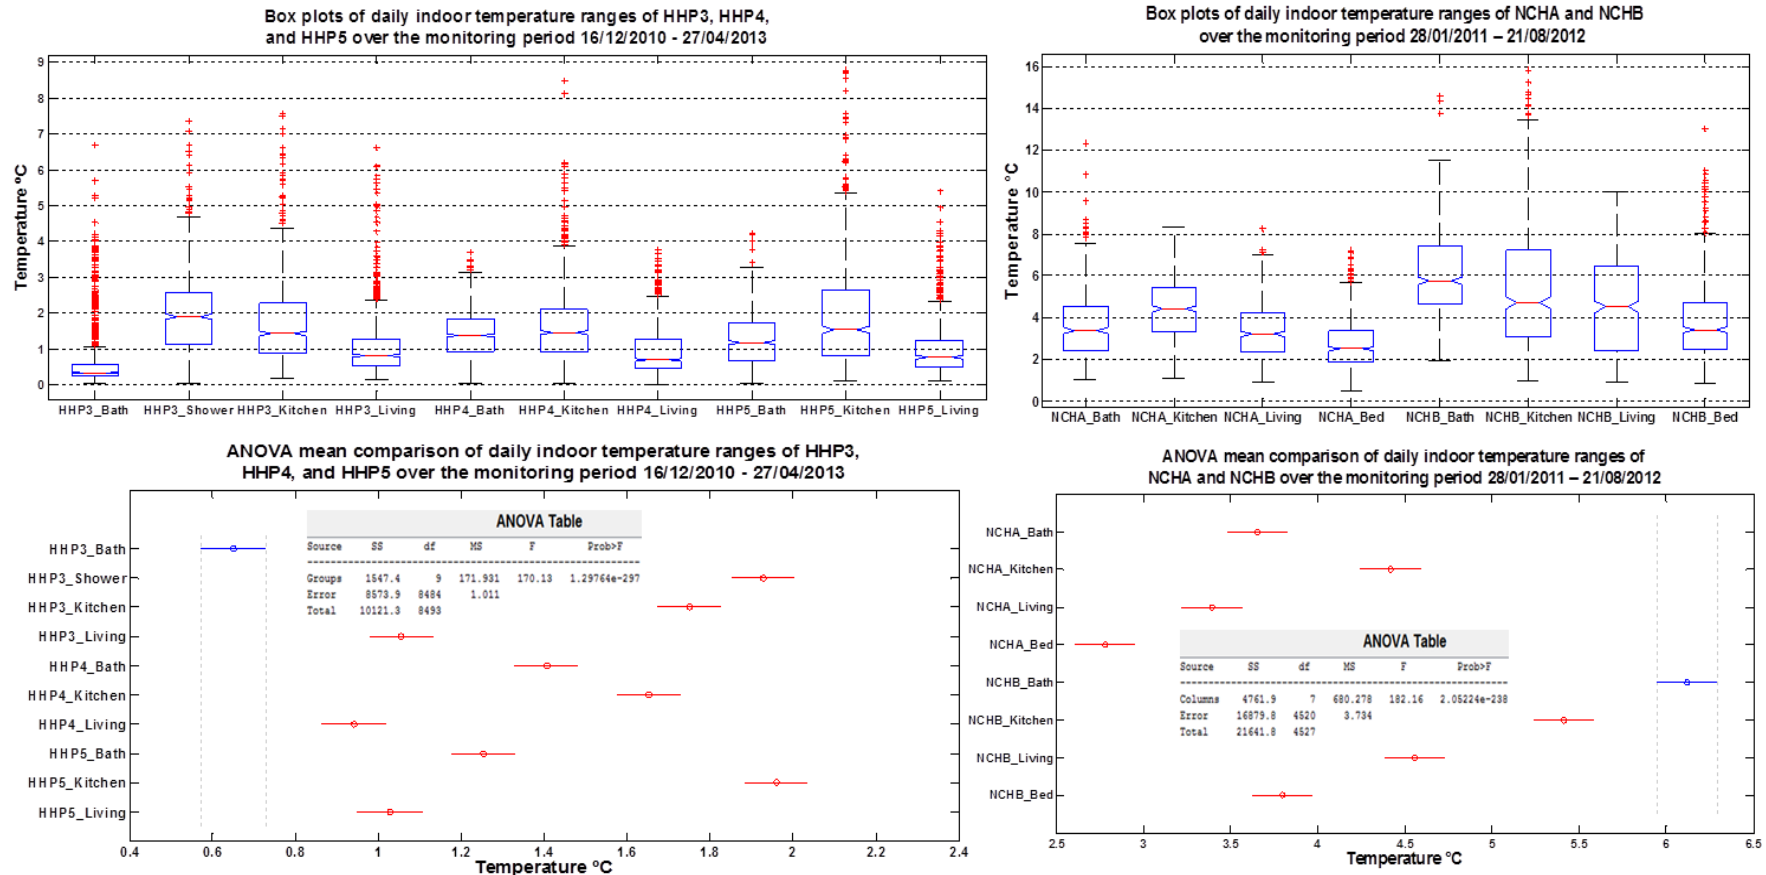 Box plots of daily indoor temperature ranges of HHP3, HHP4,
and HHP5 over the monitoring period 16/12/2010 - 27/04/2013
9
8
7
6
5
4
3
2
1
0
Temperature ºC
HHP3_Bath HHP3_Shower HHP3_Kitchen HHP3_Living HHP4_Bath HHP4_Kitchen HHP4_Living HHP5_Bath HHP5_Kitchen HHP5_Living
Box plots of daily indoor temperature ranges of NCHA and NCHB
over the monitoring period 28/01/2011 – 21/08/2012
16
14
12
10
8
6
4
2
0
Temperature °C
NCHA_Bath NCHA_Kitchen NCHA_Living NCHA_Bed NCHB_Bath NCHB_Kitchen NCHB_Living NCHB_Bed
ANOVA mean comparison of daily indoor temperature ranges of HHP3,
HHP4, and HHP5 over the monitoring period 16/12/2010 - 27/04/2013
HHP3_Bath
HHP3_Shower
HHP3_Kitchen
HHP3_Living
HHP4_Bath
HHP4_Kitchen
HHP4_Living
HHP5_Bath
HHP5_Kitchen
HHP5_Living
ANOVA Table
Source SS df MS F Prob>F
Groups 1547.4 9 171.931 170.13 1.29764e-297
Error 8573.9 8484 1.011
Total 10121.3 8493
0.4 0.6 0.8 1 1.2 1.4 1.6 1.8 2 2.2 2.4
Temperature ºC
ANOVA mean comparison of daily indoor temperature ranges of
NCHA and NCHB over the monitoring period 28/01/2011 – 21/08/2012
NCHA_Bath
NCHA_Kitchen
NCHA_Living
NCHA_Bed
NCHB_Bath
NCHB_Kitchen
NCHB_Living
NCHB_Bed
ANOVA Table
Source SS df MS F Prob>F
Columns 4761.9 7 680.278 182.16 2.05224e-238
Error 16879.8 4520 3.734
Total 21641.8 4527
2.5 3 3.5 4 4.5 5 5.5 6 6.5
Temperature °C